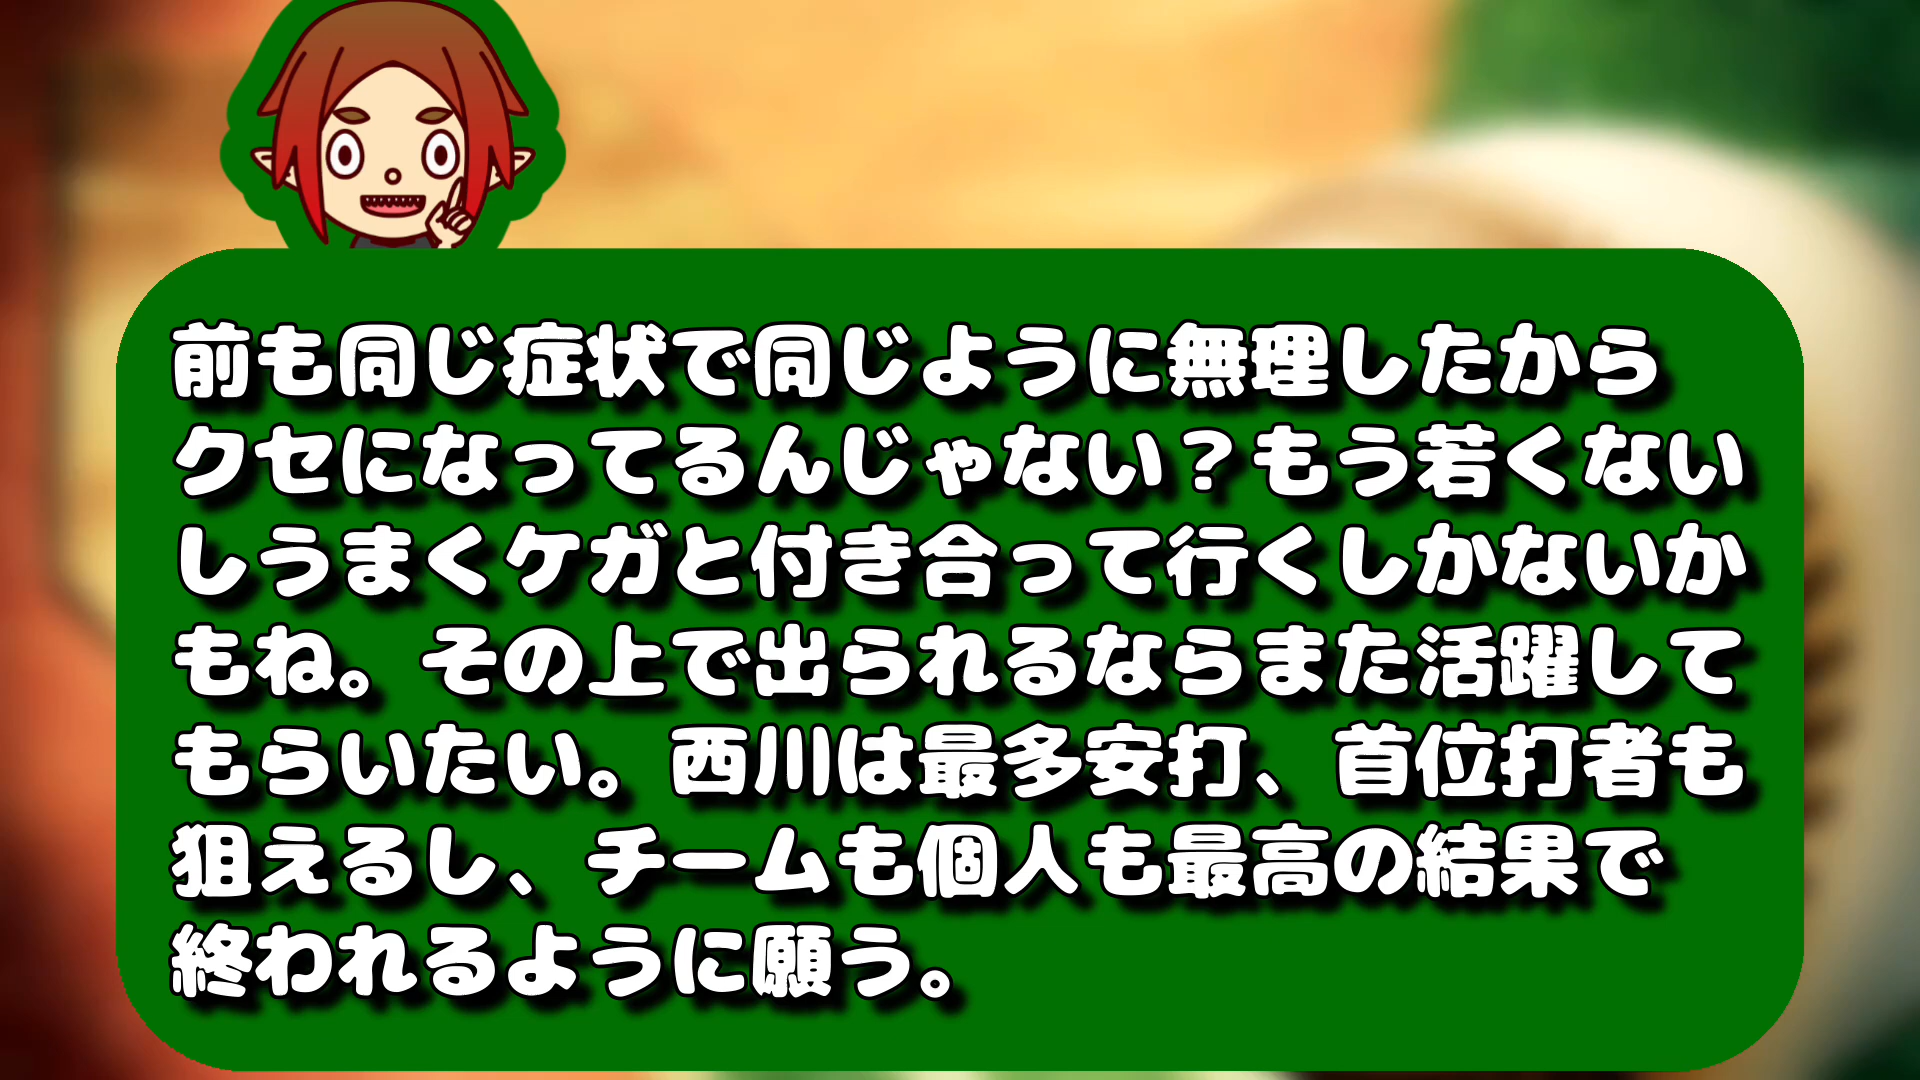 前も同じ症状で同じように無理したから
クセになってるんじゃない？もう若くない
しうまくケガと付き合って行くしかないか
もね。その上で出られるならまた活躍して
もらいたい。西川は最多安打、首位打者も
狙えるし、チームも個人も最高の結果で
終われるように願う。